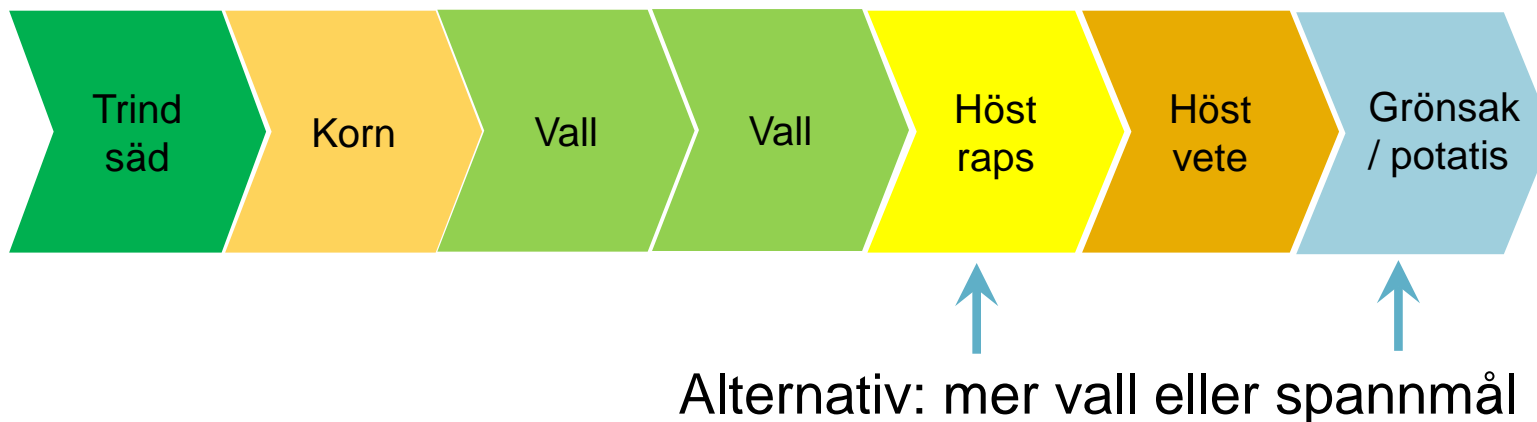 Trind
säd
Korn
Vall
Vall
Höst
raps
Höst
vete
Grönsak
/ potatis
Alternativ: mer vall eller spannmål